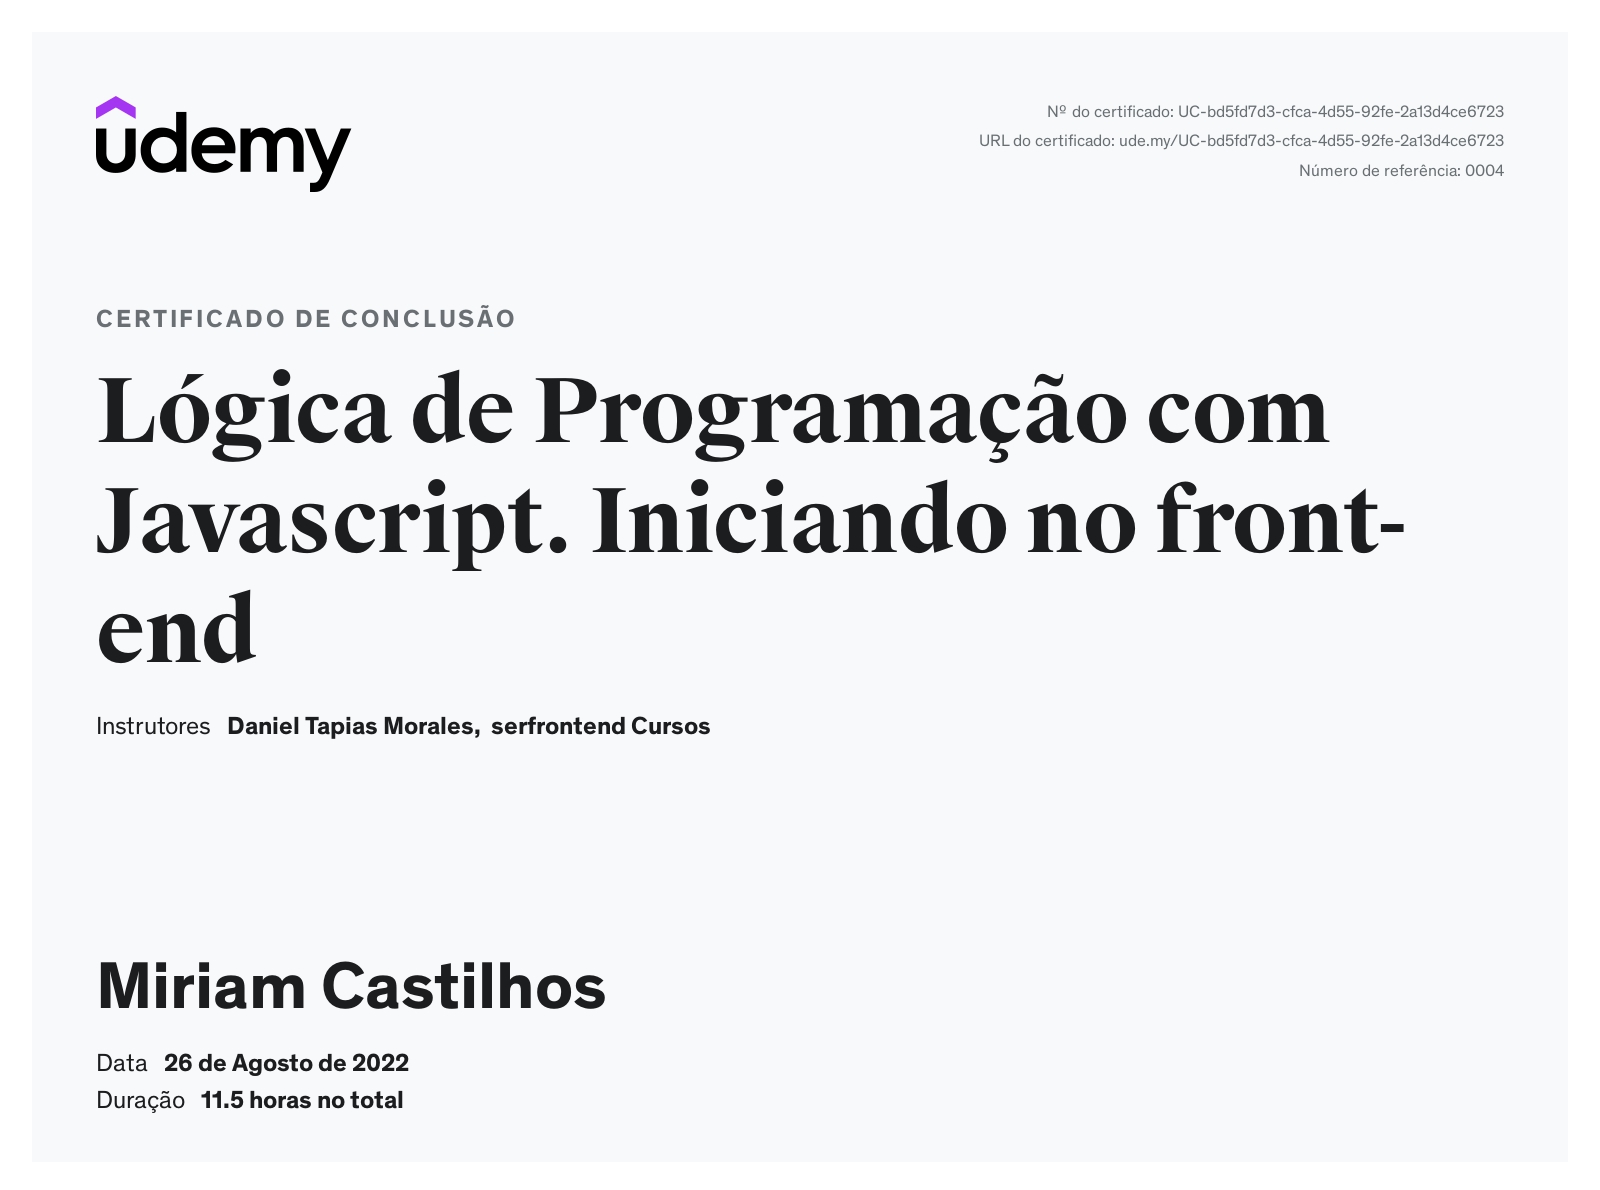 udemy
Nº do certificado: UC-bd5fd7d3-cfca-4d55-92fe-2a13d4ce6723
URL do certificado: ude.my/UC-bd5fd7d3-cfca-4d55-92fe-2a13d4ce6723
Número de referência: 0004
CERTIFICADO DE CONCLUSÃO
Lógica de Programação com
Javascript. Iniciando no front-
end
Instrutores Daniel Tapias Morales, serfrontend Cursos
Miriam Castilhos
Data 26 de Agosto de 2022
Duração 11.5 horas no total